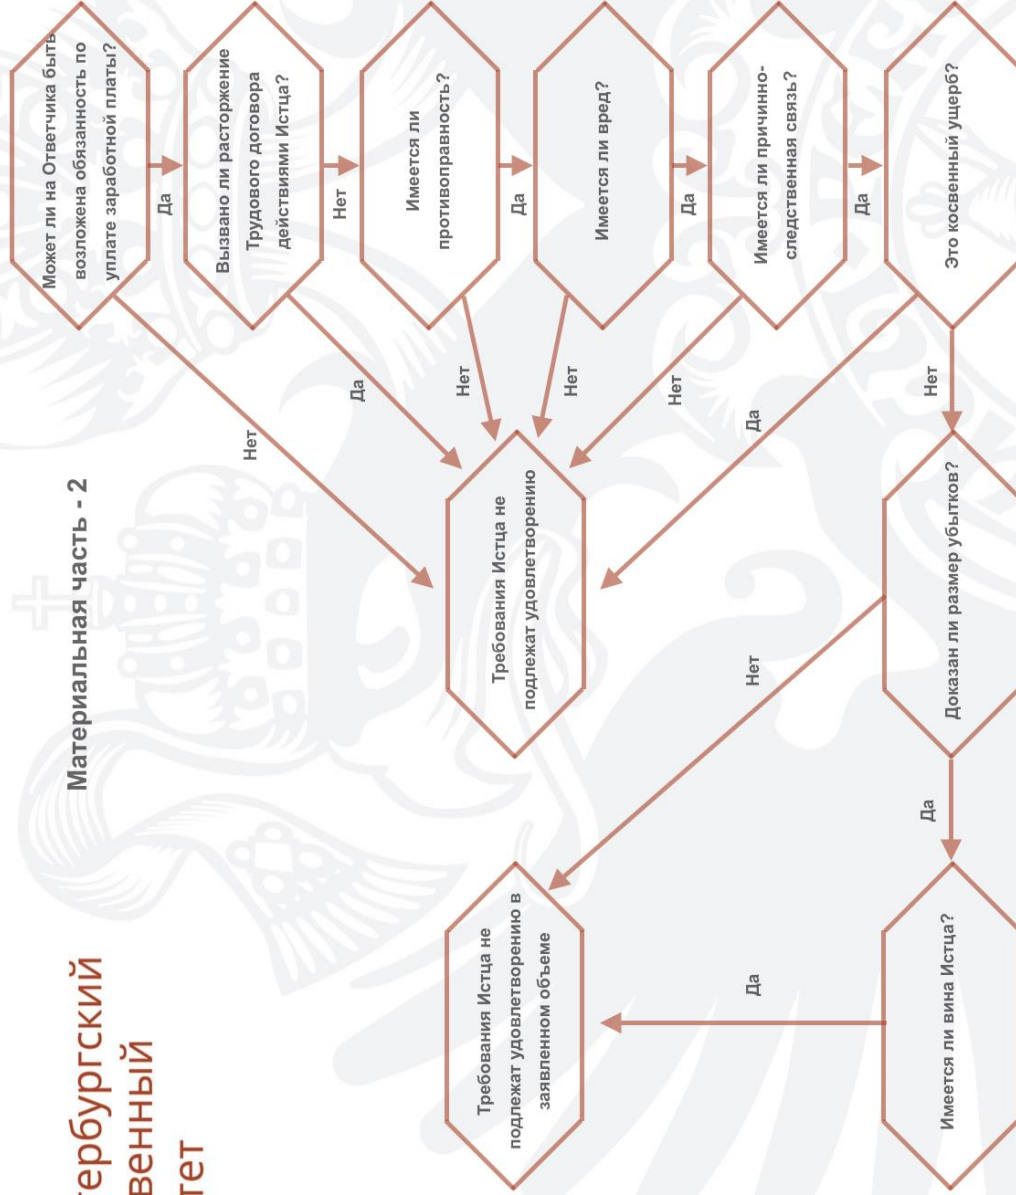 тербургский
венный
тет
Материальная часть - 2
Может ли на Ответчика быть
возложена обязанность по
уплате заработной платы?
Да
Нет
Вызвано ли расторжение
Трудового договора
действиями Истца?
Нет
Да
Имеется ли
противоправность?
Да
Нет
Имеется ли вред?
Да
Нет
Имеется ли причинно-
следственная связь?
Да
Нет
Это косвенный ущерб?
Да
Нет
Требования Истца не
подлежат удовлетворению
Доказан ли размер убытков?
Нет
Да
Требования Истца не
подлежат удовлетворению в
заявленном объеме
Да
Имеется ли вина Истца?